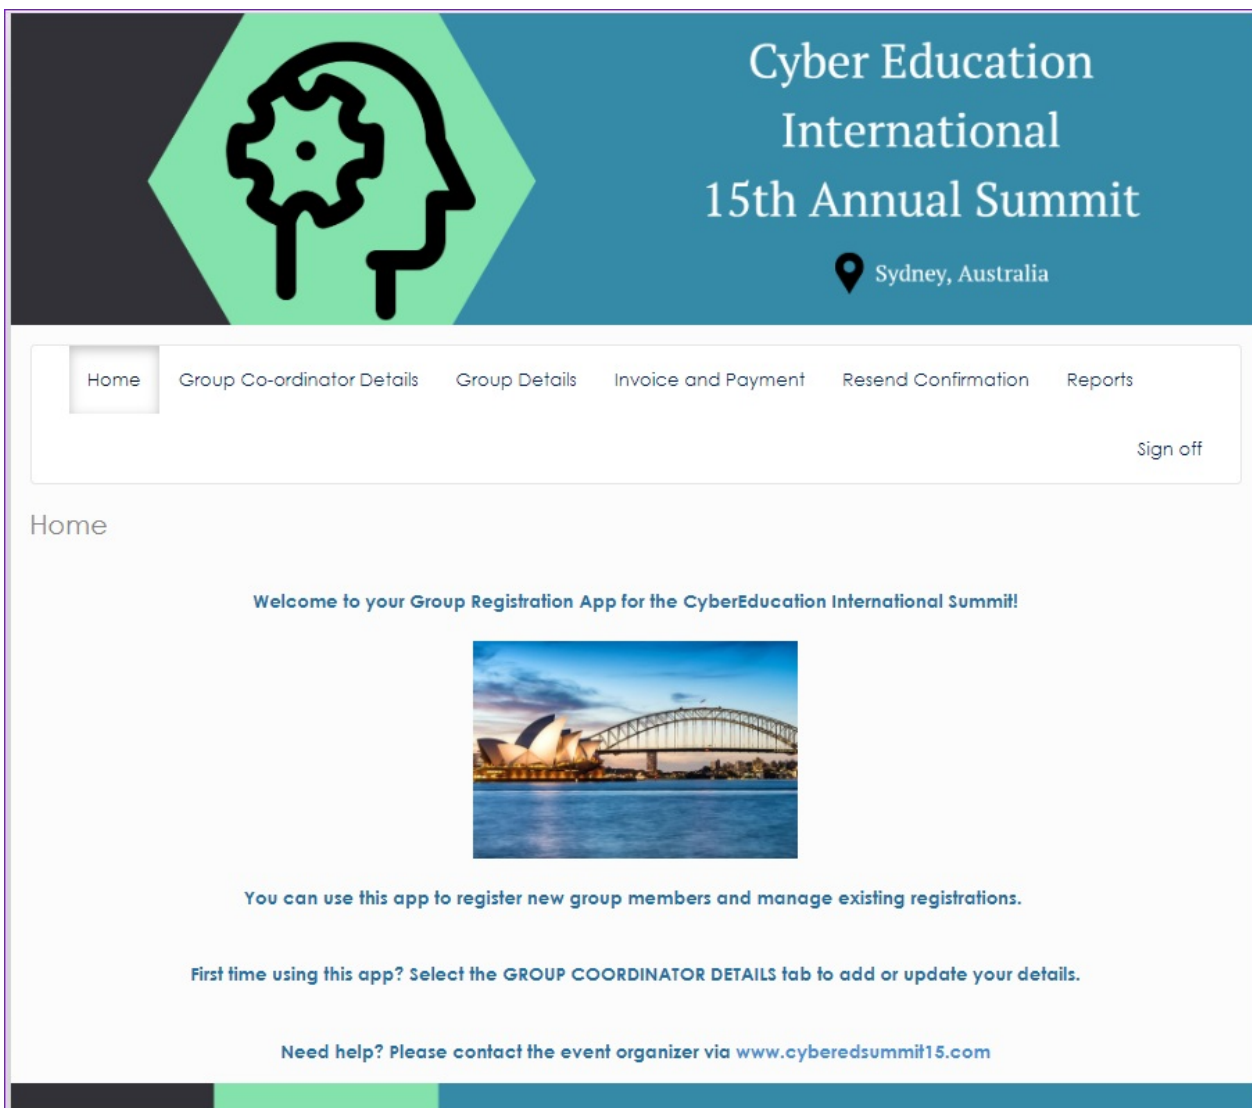 Cyber Education
International
15th Annual Summit
Sydney, Australia
Home Group Co-ordinator Details Group Details Invoice and Payment Resend Confirmation Reports
Sign off
Home
Welcome to your Group Registration App for the CyberEducation International Summit!
You can use this app to register new group members and manage existing registrations.
First time using this app? Select the GROUP COORDINATOR DETAILS tab to add or update your details.
Need help? Please contact the event organizer via www.cyberedsummit15.com